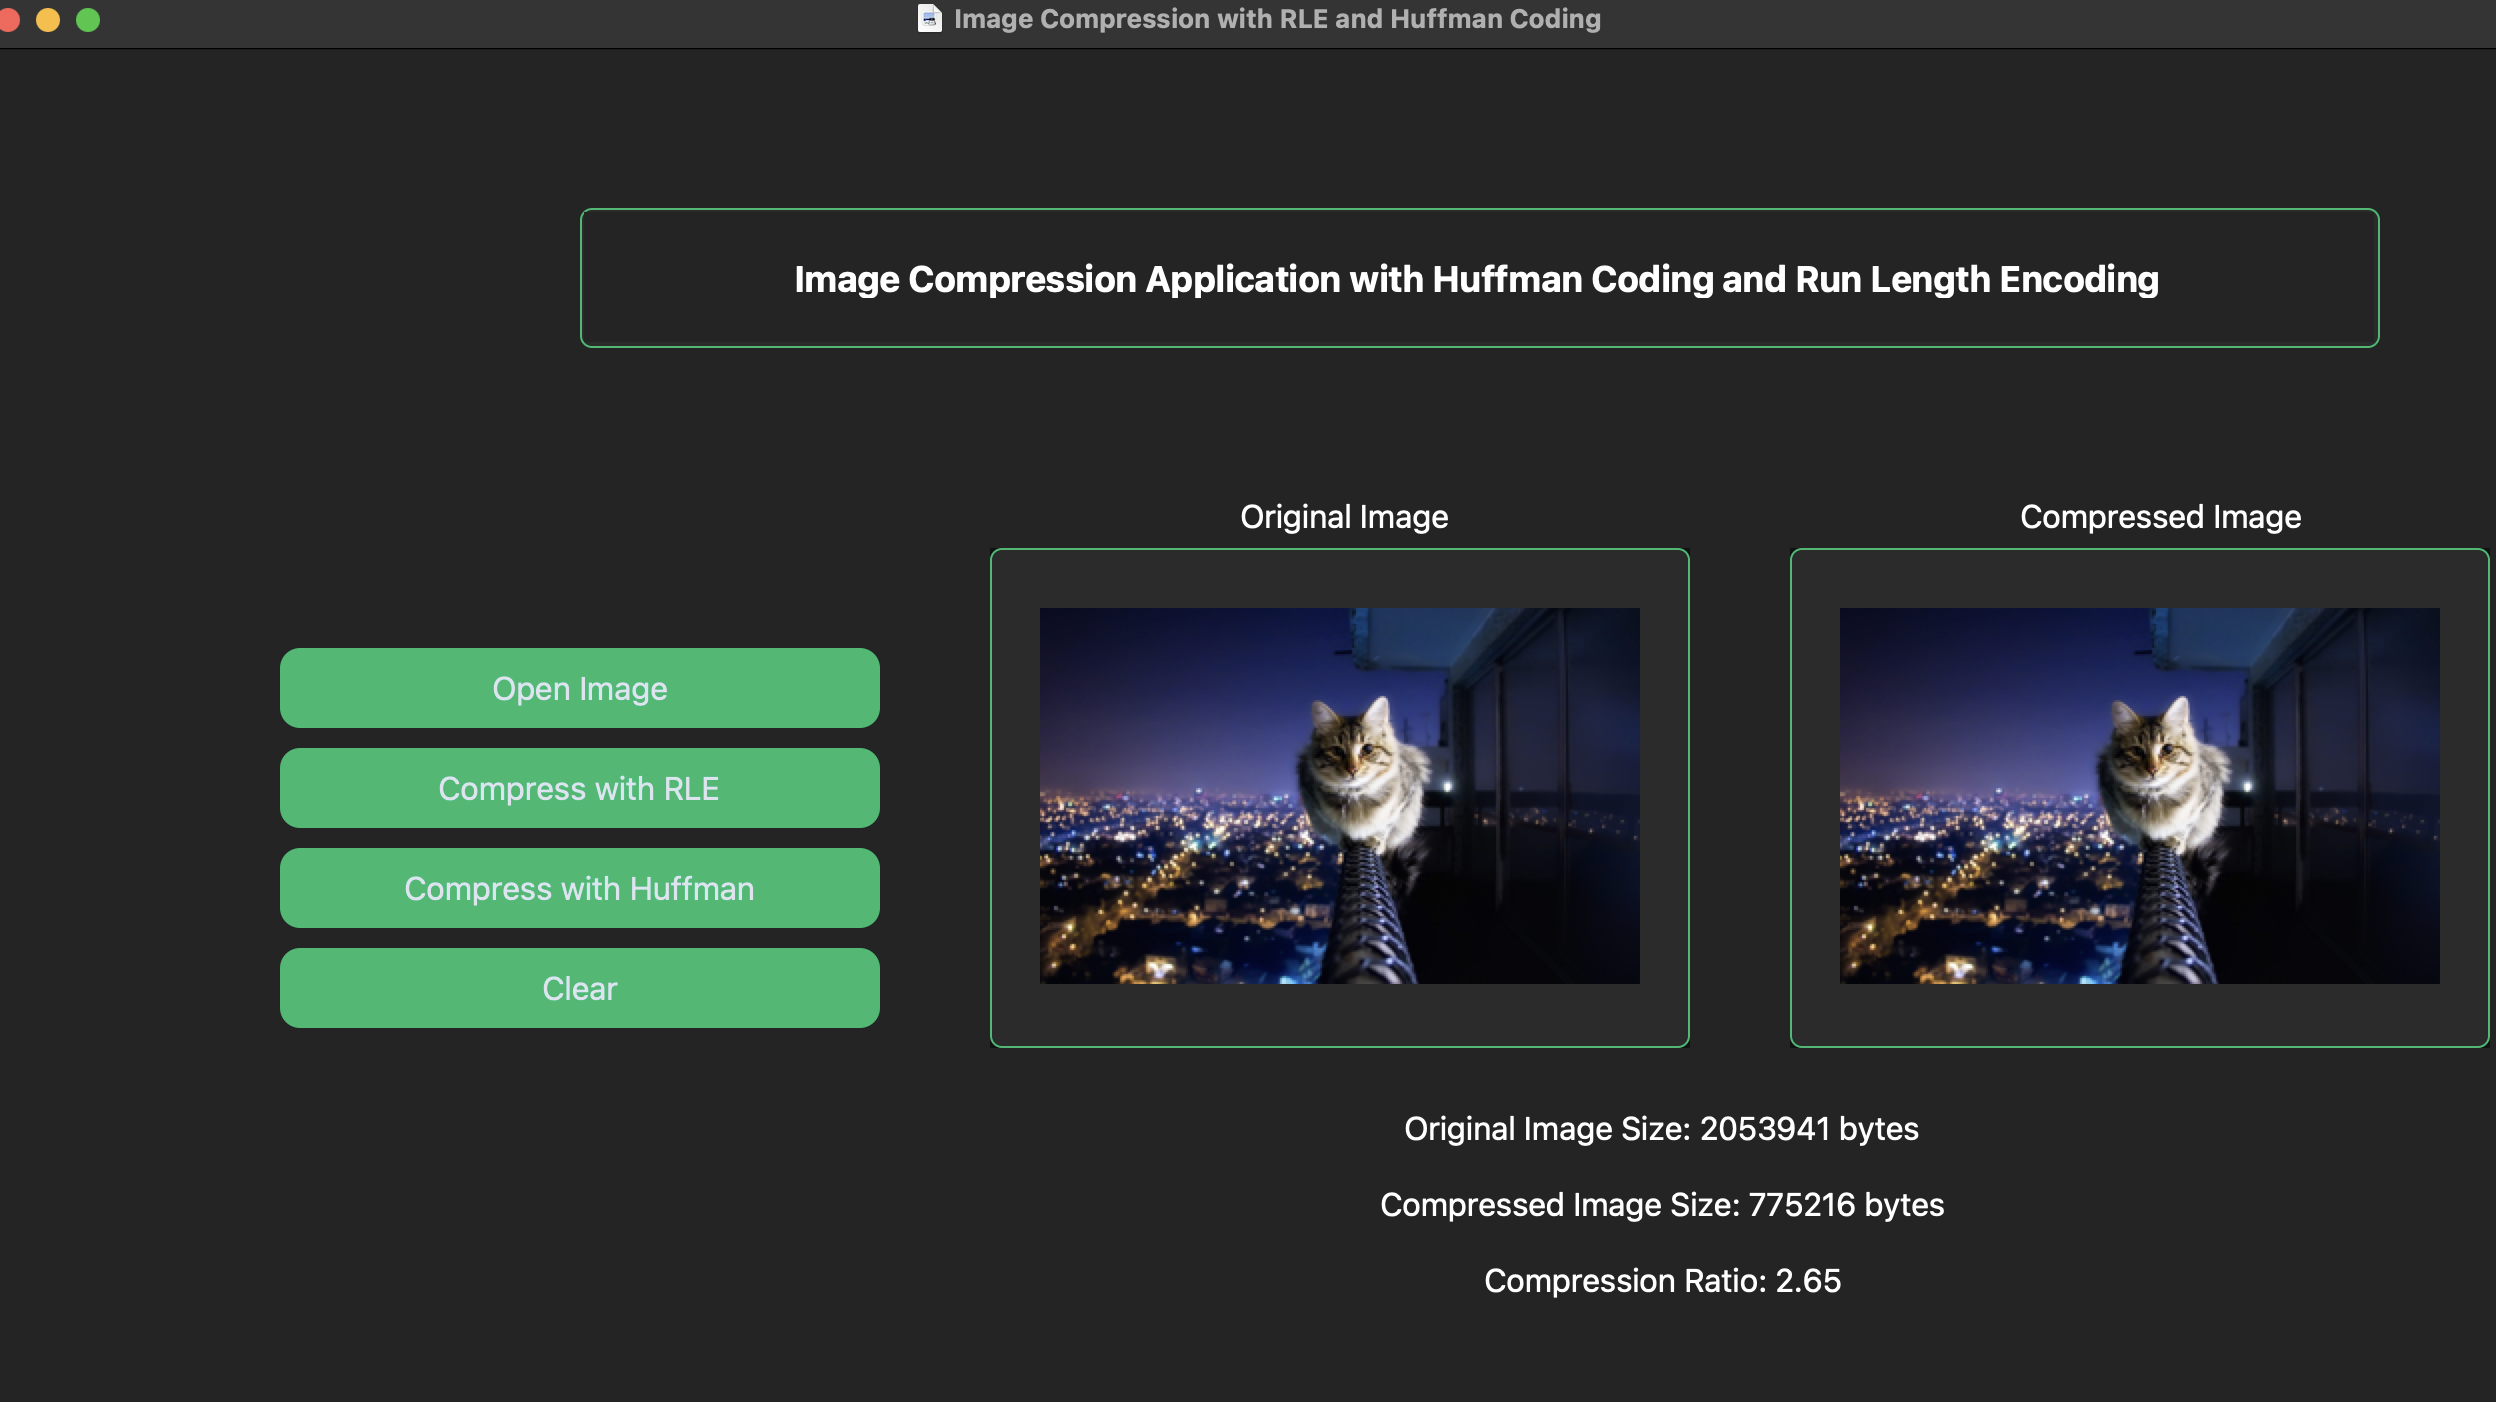 Image Compression with RLE and Huffman Coding
Image Compression Application with Huffman Coding and Run Length Encoding
Original Image
Compressed Image
Open Image
Compress with RLE
Compress with Huffman
Clear
Original Image Size: 2053941 bytes
Compressed Image Size: 775216 bytes
Compression Ratio: 2.65